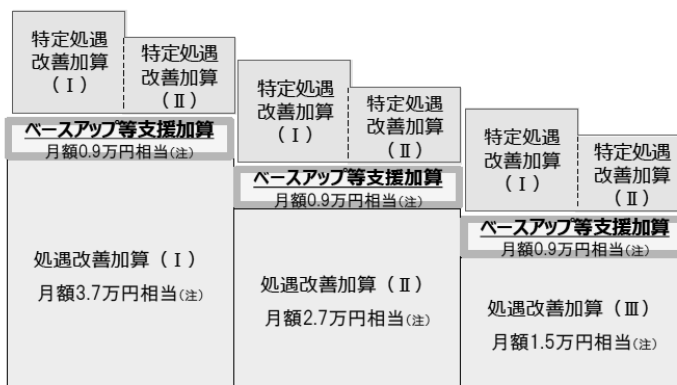 特定処遇
改善加算
（Ⅰ）
特定処遇
改善加算
（Ⅱ）
ベースアップ等支援加算
月額0.9万円相当(注)
処遇改善加算（Ⅰ）
月額3.7万円相当(注)
特定処遇
改善加算
（Ⅰ）
特定処遇
改善加算
（Ⅱ）
ベースアップ等支援加算
月額0.9万円相当(注)
処遇改善加算（Ⅱ）
月額2.7万円相当(注)
特定処遇
改善加算
（Ⅰ）
特定処遇
改善加算
（Ⅱ）
ベースアップ等支援加算
月額0.9万円相当(注)
処遇改善加算（Ⅲ）
月額1.5万円相当(注)